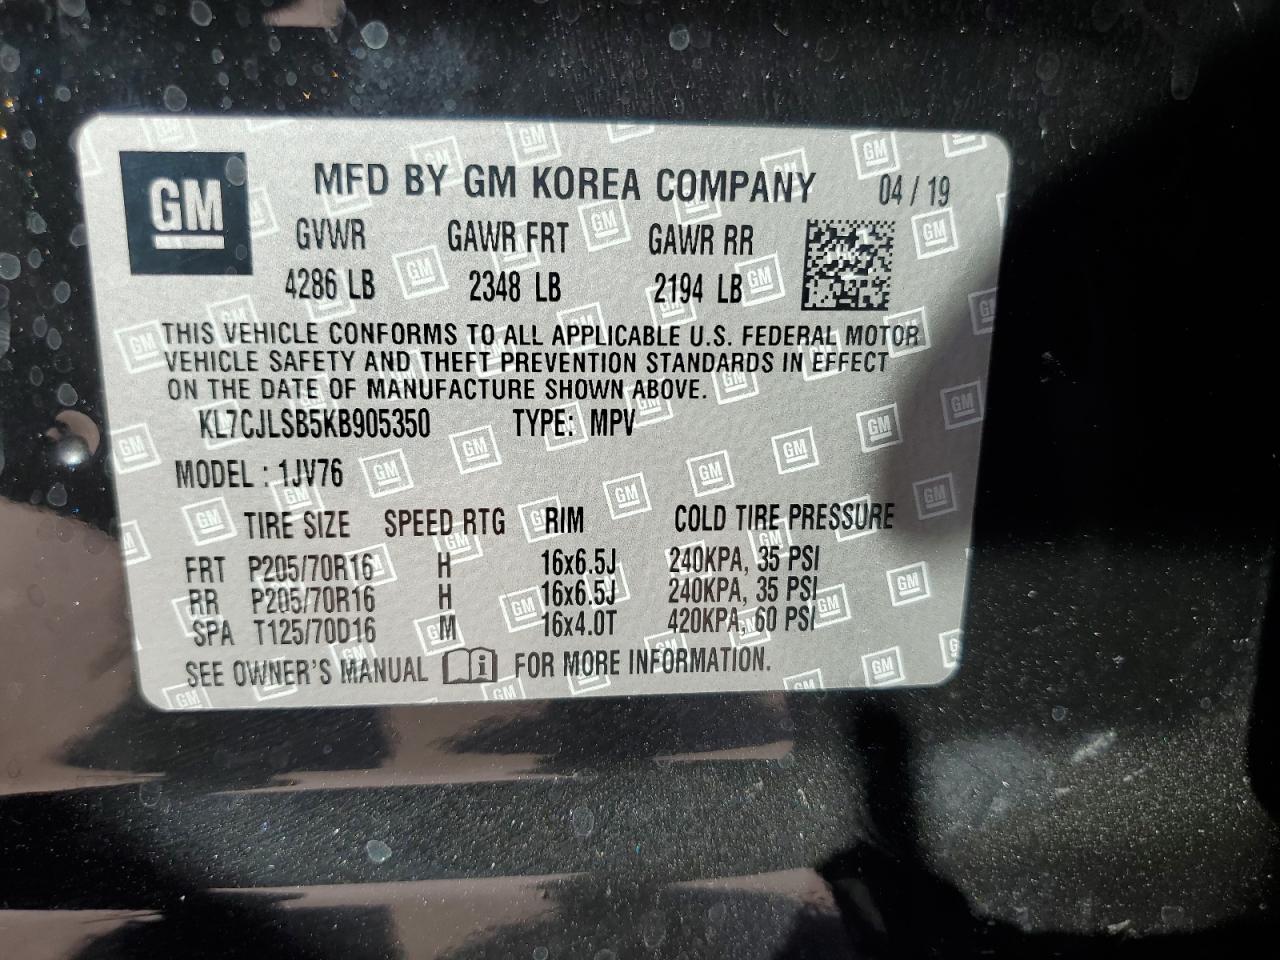 GM MFD BY GM KOREA COMPANY 04 / 19
GVWR GAWR FRT GAWR RR
4286 LB 2348 LB 2194 LB
THIS VEHICLE CONFORMS TO ALL APPLICABLE U.S. FEDERAL MOTOR
VEHICLE SAFETY AND THEFT PREVENTION STANDARDS IN EFFECT
ON THE DATE OF MANUFACTURE SHOWN ABOVE.
KL7CJLSB5KB905350 TYPE: MPV
MODEL : 1JV76
TIRE SIZE SPEED RTG RIM COLD TIRE PRESSURE
FRT P205/70R16 H 16x6.5J 240KPA, 35 PSI
RR P205/70R16 H 16x6.5J 240KPA, 35 PSI
SPA T125/70D16 M 16x4.0T 420KPA, 60 PSI
SEE OWNER'S MANUAL i FOR MORE INFORMATION.